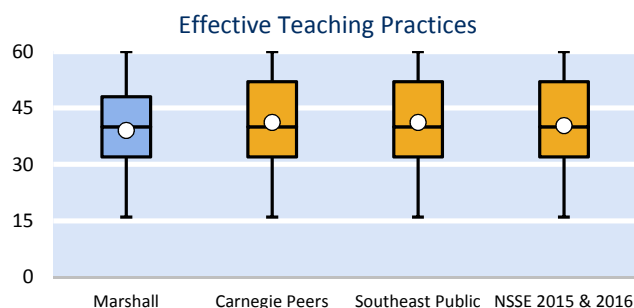 Effective Teaching Practices
60
45
30
15
0
Marshall Carnegie Peers Southeast Public NSSE 2015 & 2016